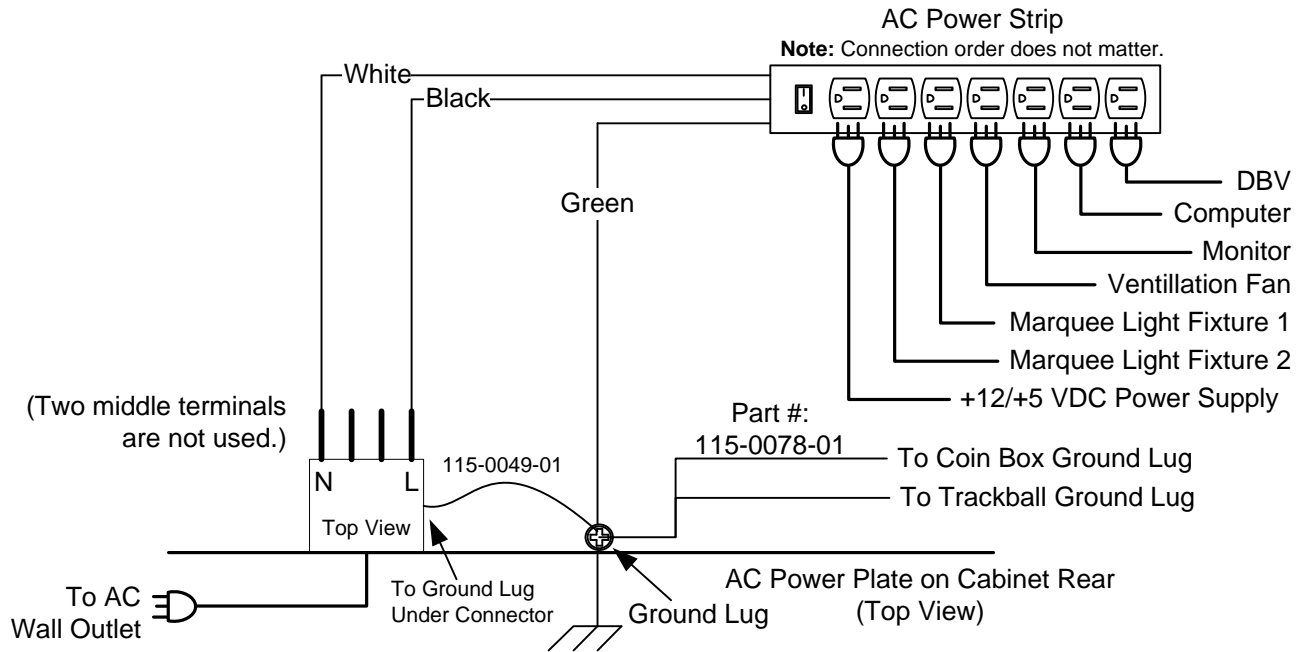 AC Power Strip
Note: Connection order does not matter.
White
Black
Green
DBV
Computer
Monitor
Ventillation Fan
Marquee Light Fixture 1
Marquee Light Fixture 2
+12/+5 VDC Power Supply
(Two middle terminals
are not used.)
Part #:
115-0078-01
To Coin Box Ground Lug
To Trackball Ground Lug
115-0049-01
N
L
Top View
To Ground Lug
Under Connector
Ground Lug
AC Power Plate on Cabinet Rear
(Top View)
To AC
Wall Outlet